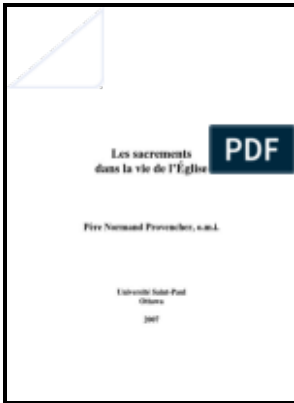 Les sacrements
dans la vie de l'Église
PDF
Père Normand Provencher, o.m.i.
Université Saint-Paul
Ottawa
2007